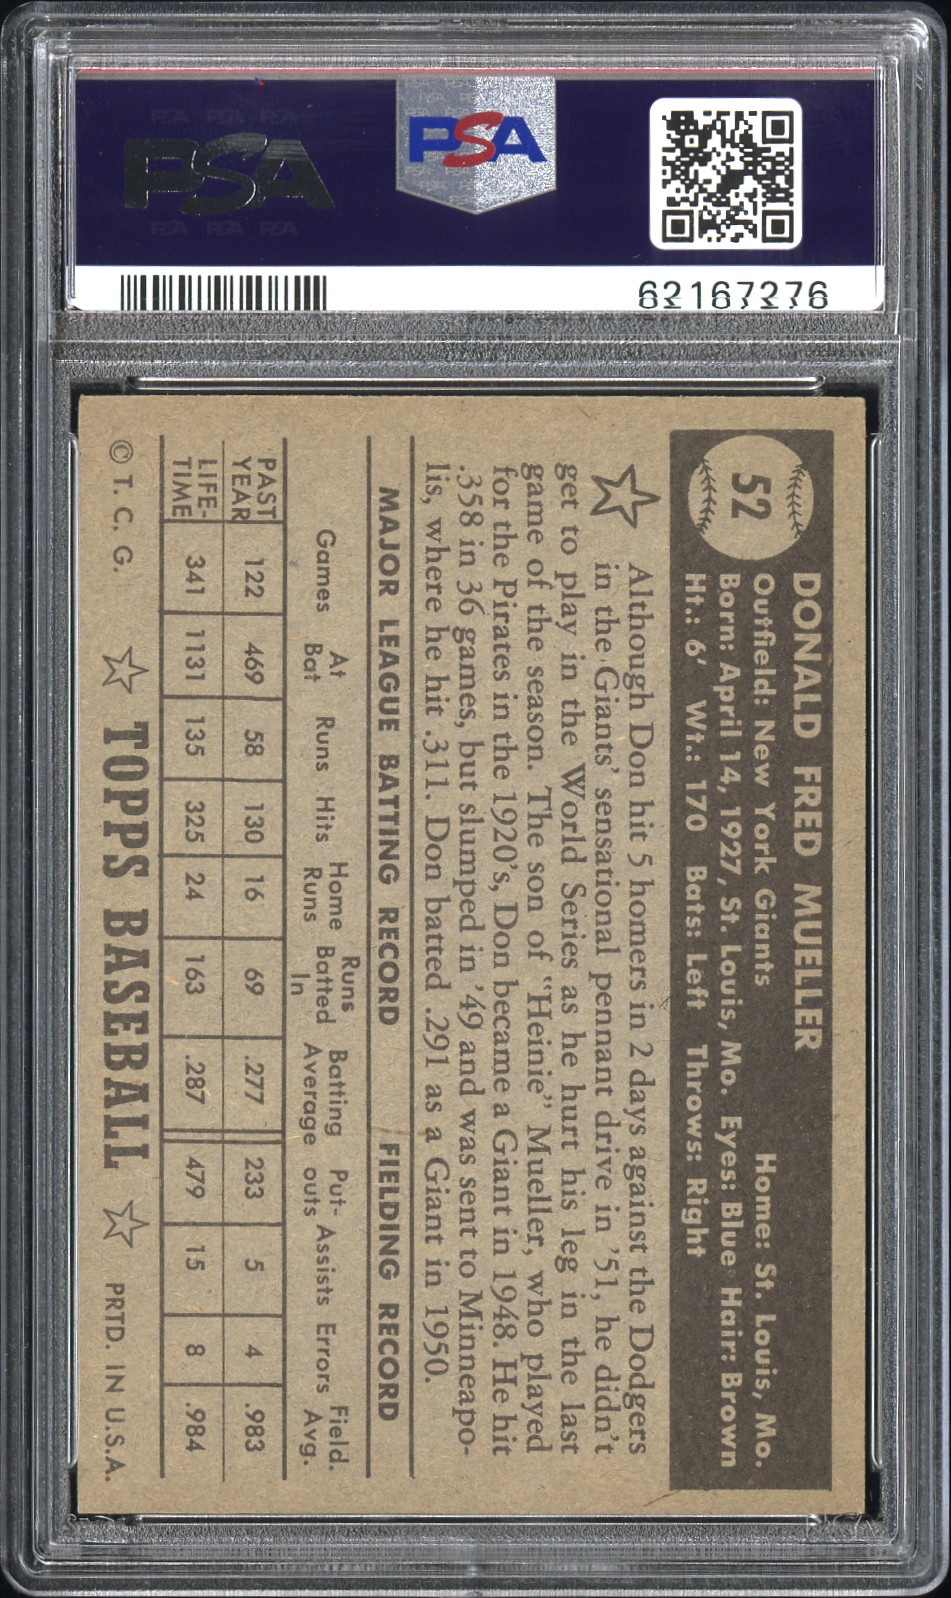 PSA PSA PSA
PSA
PSA PSA PSA
PSA
62167276
52
DONALD FRED MUELLER
Outfield: New York Giants Home: St. Louis, Mo.
Born: April 14, 1927, St. Louis, Mo. Eyes: Blue Hair: Brown
Ht.: 6' Wt.: 170 Bats: Left Throws: Right
Although Don hit 5 homers in 2 days against the Dodgers
in the Giants' sensational pennant drive in '51, he didn't
get to play in the World Series as he hurt his leg in the last
game of the season. The son of "Heinie" Mueller, who played
for the Pirates in the 1920's, Don became a Giant in 1948. He hit
.358 in 36 games, but slumped in '49 and was sent to Minneapo-
lis, where he hit .311. Don batted .291 as a Giant in 1950.
MAJOR LEAGUE BATTING RECORD FIELDING RECORD
Games At Bat Runs Hits Home Runs Runs Batted In Batting Average Put-outs Assists Errors Field. Avg.
PAST YEAR 122 469 58 130 16 69 .277 233 5 4 .983
LIFE-TIME 341 1131 135 325 24 163 .287 479 15 8 .984
© T. C. G. TOPPS BASEBALL PRTD. IN U.S.A.